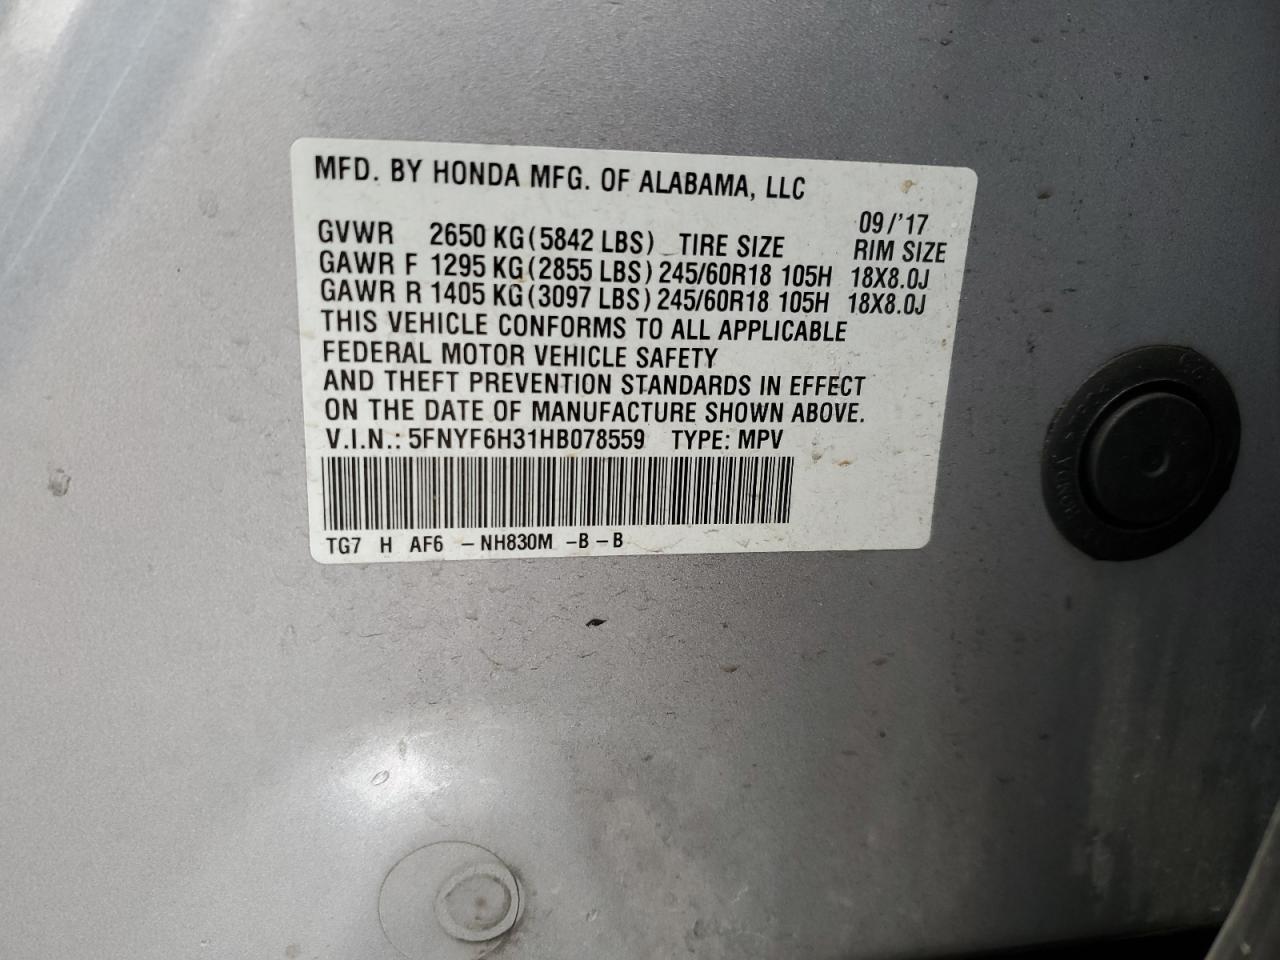 MFD. BY HONDA MFG. OF ALABAMA, LLC
09/'17
GVWR 2650 KG(5842 LBS) TIRE SIZE RIM SIZE
GAWR F 1295 KG(2855 LBS) 245/60R18 105H 18X8.0J
GAWR R 1405 KG(3097 LBS) 245/60R18 105H 18X8.0J
THIS VEHICLE CONFORMS TO ALL APPLICABLE
FEDERAL MOTOR VEHICLE SAFETY
AND THEFT PREVENTION STANDARDS IN EFFECT
ON THE DATE OF MANUFACTURE SHOWN ABOVE.
V.I.N.: 5FNYF6H31HB078559 TYPE: MPV
TG7 H AF6 – NH830M – B – B